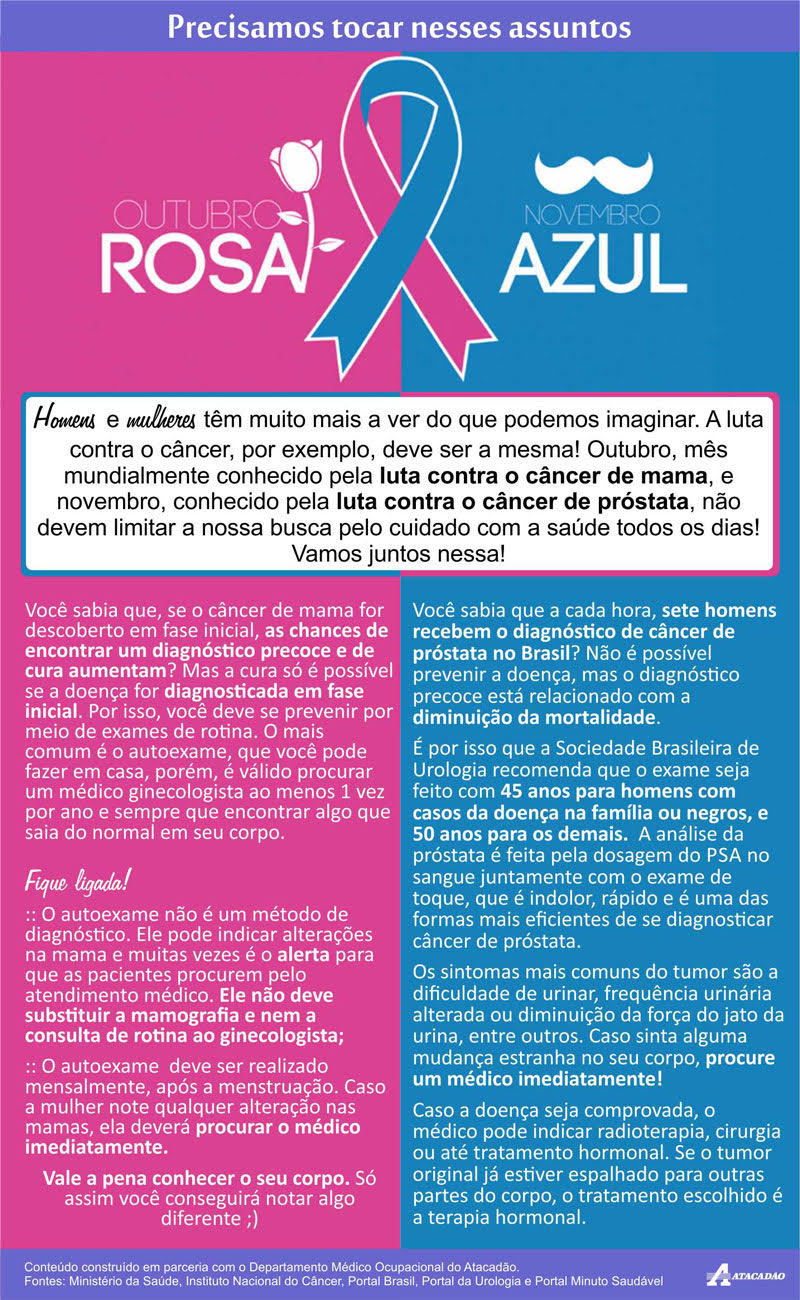 Precisamos tocar nesses assuntos
OUTUBRO
ROSA
NOVEMBRO
AZUL
Homens e mulheres têm muito mais a ver do que podemos imaginar. A luta
contra o câncer, por exemplo, deve ser a mesma! Outubro, mês
mundialmente conhecido pela luta contra o câncer de mama, e
novembro, conhecido pela luta contra o câncer de próstata, não
devem limitar a nossa busca pelo cuidado com a saúde todos os dias!
Vamos juntos nessa!
Você sabia que, se o câncer de mama for
descoberto em fase inicial, as chances de
encontrar um diagnóstico precoce e de
cura aumentam? Mas a cura só é possível
se a doença for diagnosticada em fase
inicial. Por isso, você deve se prevenir por
meio de exames de rotina. O mais
comum é o autoexame, que você pode
fazer em casa, porém, é válido procurar
um médico ginecologista ao menos 1 vez
por ano e sempre que encontrar algo que
saia do normal em seu corpo.
Fique ligada!
:: O autoexame não é um método de
diagnóstico. Ele pode indicar alterações
na mama e muitas vezes é o alerta para
que as pacientes procurem pelo
atendimento médico. Ele não deve
substituir a mamografia e nem a
consulta de rotina ao ginecologista;
:: O autoexame deve ser realizado
mensalmente, após a menstruação. Caso
a mulher note qualquer alteração nas
mamas, ela deverá procurar o médico
imediatamente.
Vale a pena conhecer o seu corpo. Só
assim você conseguirá notar algo
diferente ;)
Você sabia que a cada hora, sete homens
recebem o diagnóstico de câncer de
próstata no Brasil? Não é possível
prevenir a doença, mas o diagnóstico
precoce está relacionado com a
diminuição da mortalidade.
É por isso que a Sociedade Brasileira de
Urologia recomenda que o exame seja
feito com 45 anos para homens com
casos da doença na família ou negros, e
50 anos para os demais. A análise da
próstata é feita pela dosagem do PSA no
sangue juntamente com o exame de
toque, que é indolor, rápido e é uma das
formas mais eficientes de se diagnosticar
câncer de próstata.
Os sintomas mais comuns do tumor são a
dificuldade de urinar, frequência urinária
alterada ou diminuição da força do jato da
urina, entre outros. Caso sinta alguma
mudança estranha no seu corpo, procure
um médico imediatamente!
Caso a doença seja comprovada, o
médico pode indicar radioterapia, cirurgia
ou até tratamento hormonal. Se o tumor
original já estiver espalhado para outras
partes do corpo, o tratamento escolhido é
a terapia hormonal.
Conteúdo construído em parceria com o Departamento Médico Ocupacional do Atacadão.
Fontes: Ministério da Saúde, Instituto Nacional do Câncer, Portal Brasil, Portal da Urologia e Portal Minuto Saudável
ATACADÃO